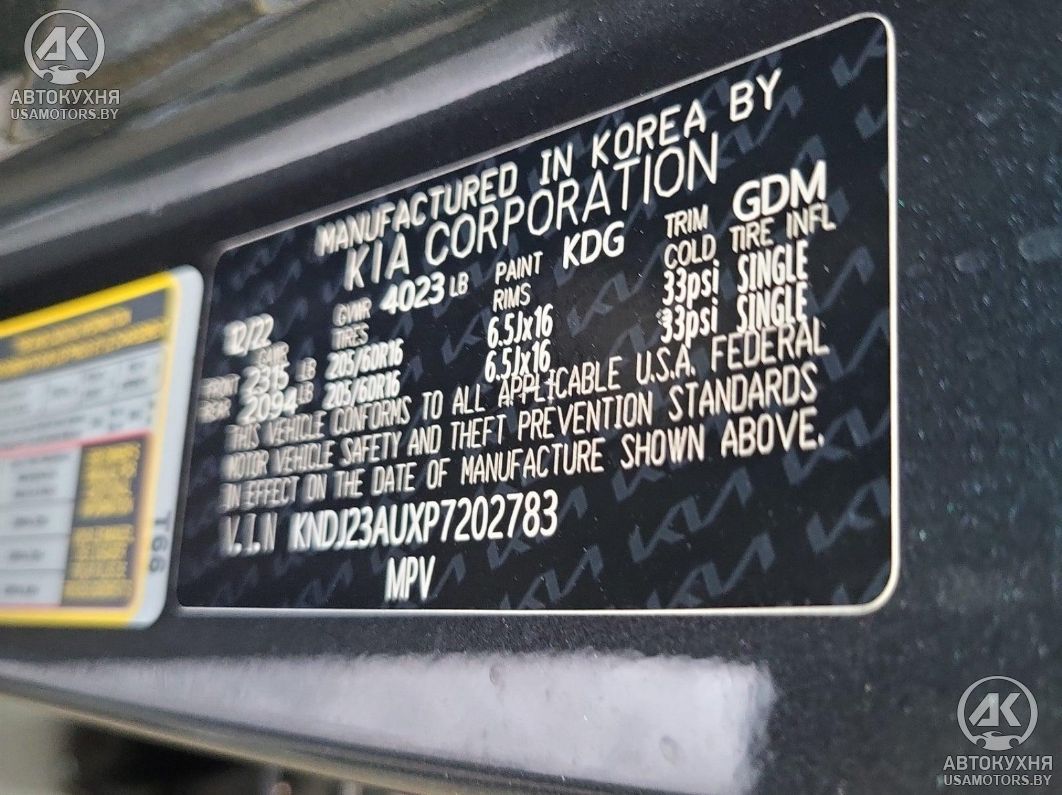 AK
АВТОКУХНЯ
USAMOTORS.BY
MANUFACTURED IN KOREA BY
KIA CORPORATION
12/22 GVWR 4023 LB PAINT KDG TRIM GDM
GAWR TIRES RIMS COLD TIRE INFL
FRONT 2315 LB 205/60R16 6.5Jx16 33psi SINGLE
REAR 2094 LB 205/60R16 6.5Jx16 33psi SINGLE
THIS VEHICLE CONFORMS TO ALL APPLICABLE U.S.A. FEDERAL
MOTOR VEHICLE SAFETY AND THEFT PREVENTION STANDARDS
IN EFFECT ON THE DATE OF MANUFACTURE SHOWN ABOVE.
V.I.N KNDJ23AUXP7202783
MPV
T66
AK
АВТОКУХНЯ
USAMOTORS.BY